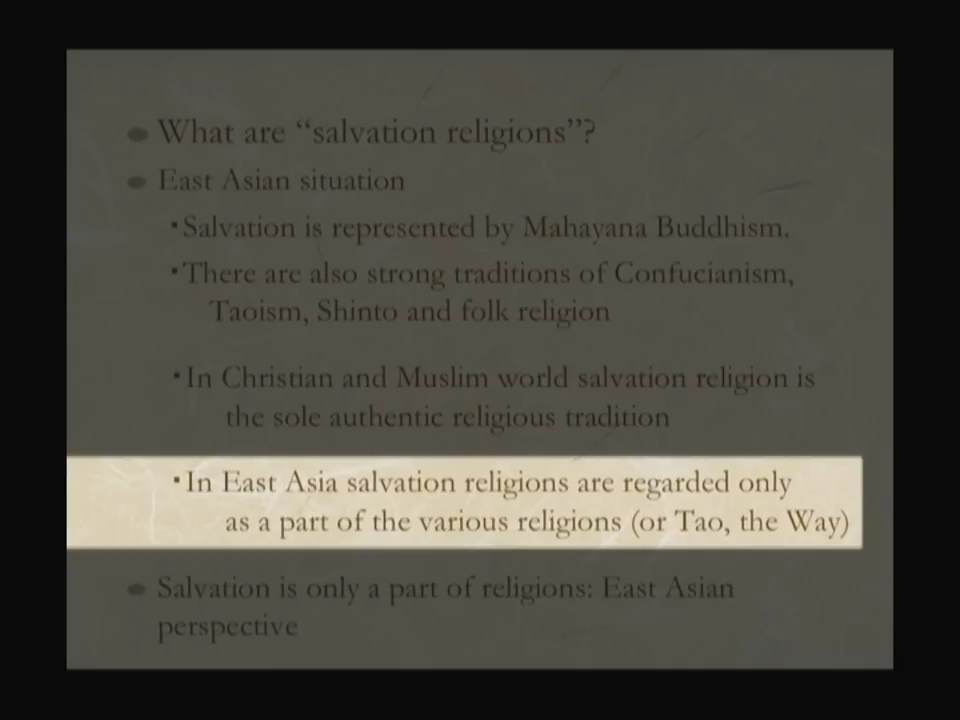 What are “salvation religions”?
East Asian situation
Salvation is represented by Mahayana Buddhism.
There are also strong traditions of Confucianism,
Taoism, Shinto and folk religion
In Christian and Muslim world salvation religion is
the sole authentic religious tradition
In East Asia salvation religions are regarded only
as a part of the various religions (or Tao, the Way)
Salvation is only a part of religions: East Asian
perspective